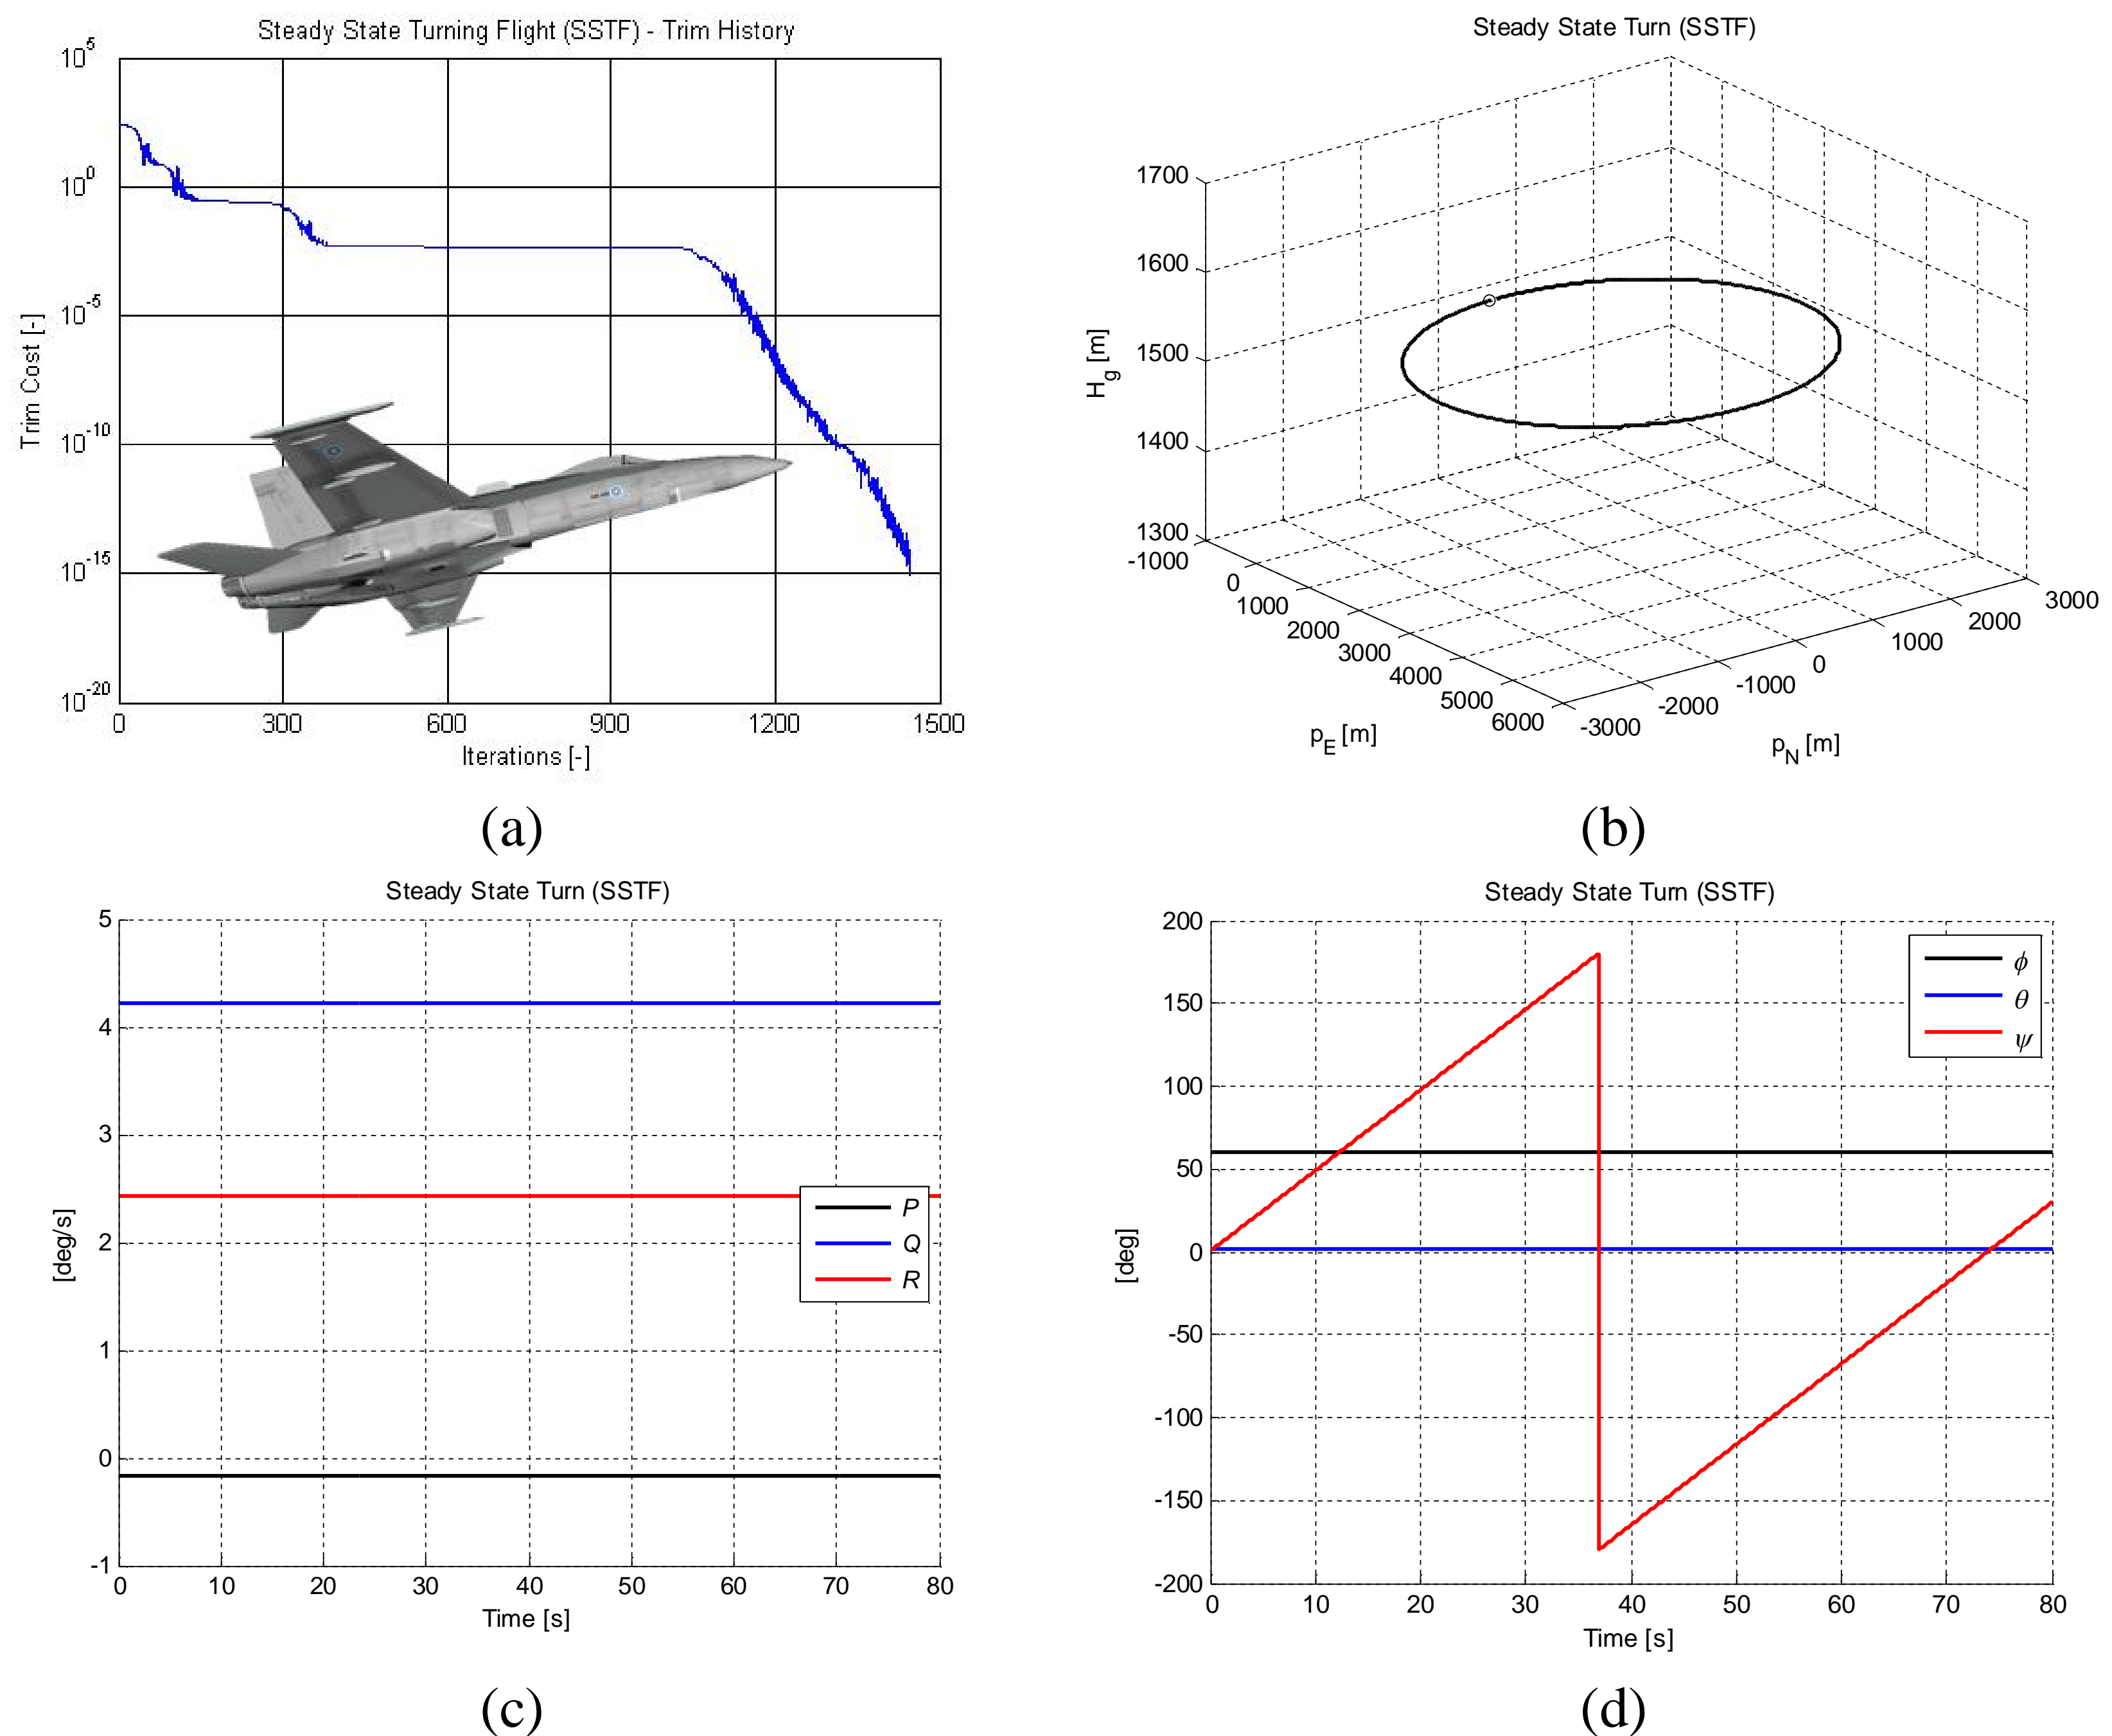 Steady State Turning Flight (SSTF) - Trim History
10^5
10^0
10^-5
10^-10
10^-15
10^-20
Trim Cost [-]
0 300 600 900 1200 1500
Iterations [-]
(a)
Steady State Turn (SSTF)
1700
1600
1500
1400
1300
H_g [m]
-1000
0
1000
2000
3000
4000
5000
6000
p_E [m]
-3000
-2000
-1000
0
1000
2000
3000
p_N [m]
(b)
Steady State Turn (SSTF)
5
4
3
2
1
0
-1
[deg/s]
P
Q
R
0 10 20 30 40 50 60 70 80
Time [s]
(c)
Steady State Turn (SSTF)
200
150
100
50
0
-50
-100
-150
-200
[deg]
ϕ
θ
ψ
0 10 20 30 40 50 60 70 80
Time [s]
(d)